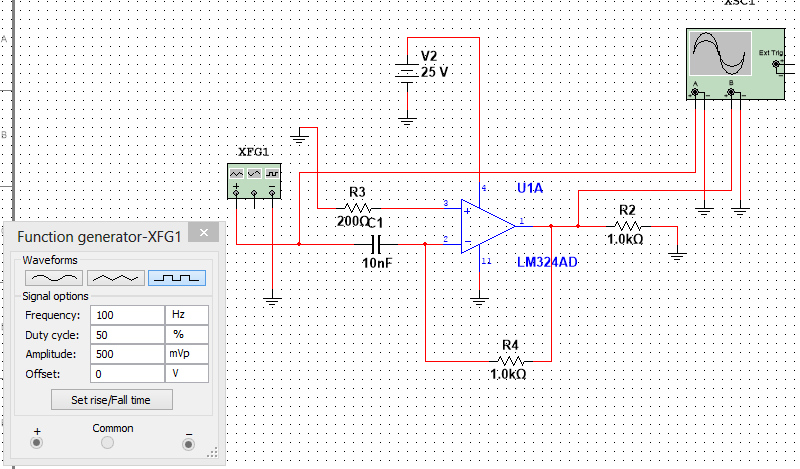 XSC1
A
V2
25 V
Ext Trig
+
A
B
+ - + -
B
XFG1
+ -
4
U1A
R3
3
200Ω
C1
+
1
R2
2
-
1.0kΩ
10nF
11
LM324AD
R4
1.0kΩ
Function generator-XFG1
Waveforms
Signal options
Frequency: 100 Hz
Duty cycle: 50 %
Amplitude: 500 mVp
Offset: 0 V
Set rise/Fall time
+ Common -